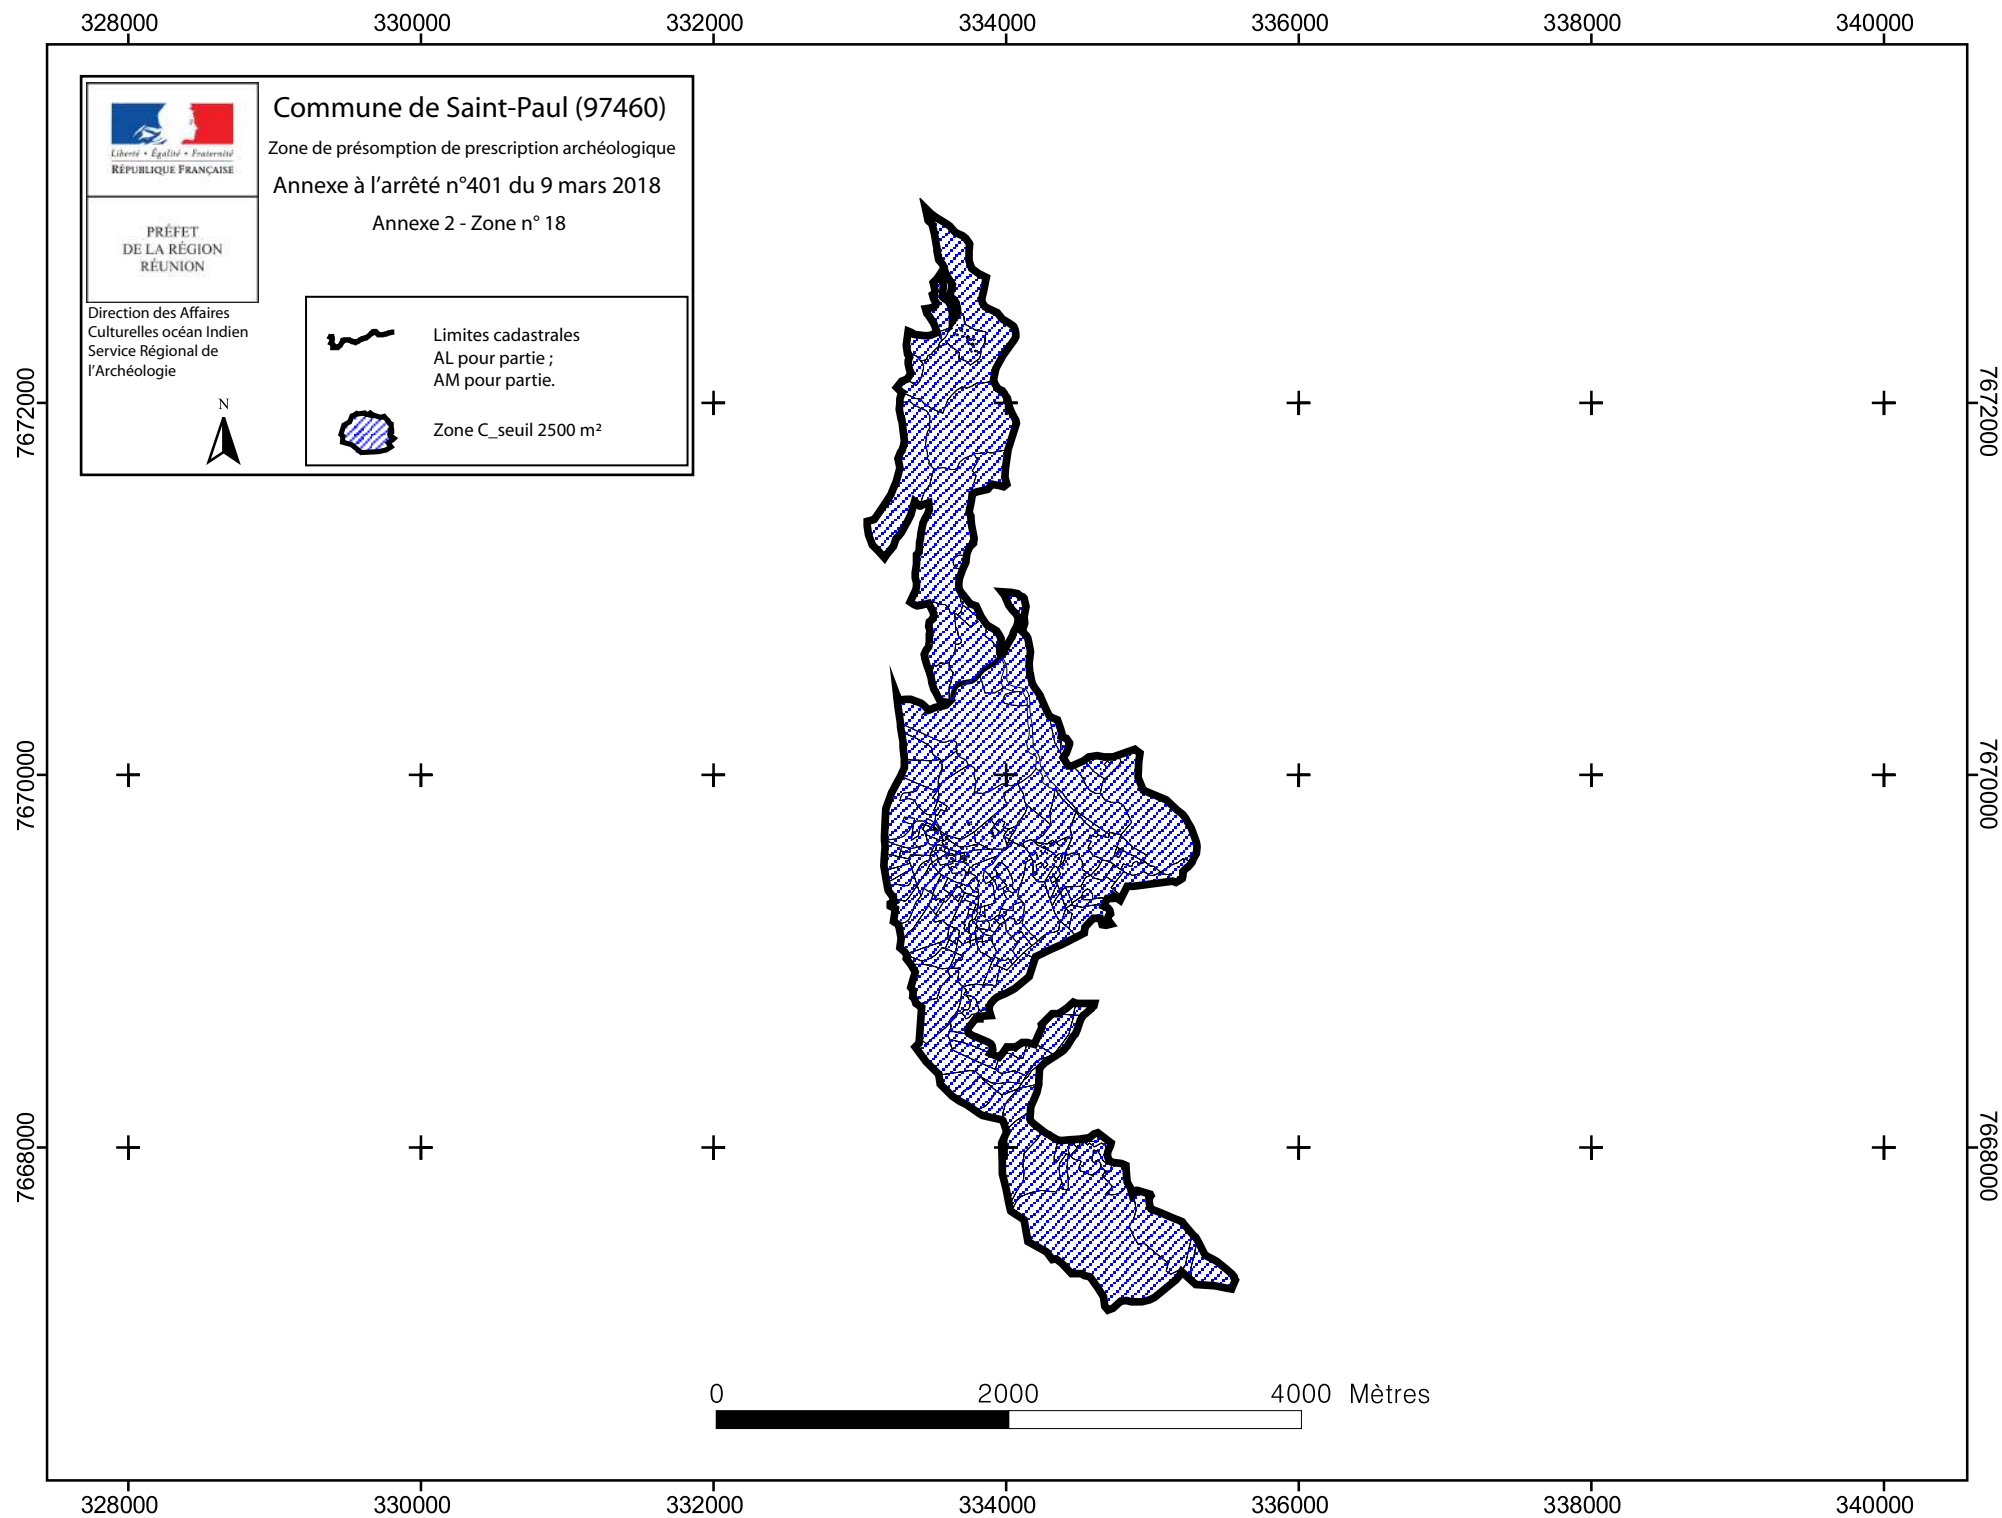 328000 330000 332000 334000 336000 338000 340000
Commune de Saint-Paul (97460)
Zone de présomption de prescription archéologique
Annexe à l’arrêté n°401 du 9 mars 2018
Annexe 2 - Zone n° 18
Liberté • Égalité • Fraternité
RÉPUBLIQUE FRANÇAISE
PRÉFET
DE LA RÉGION
RÉUNION
Direction des Affaires
Culturelles océan Indien
Service Régional de
l’Archéologie
N
Limites cadastrales
AL pour partie ;
AM pour partie.
Zone C_seuil 2500 m²
7672000 7672000
7670000 7670000
7668000 7668000
0 2000 4000 Mètres
328000 330000 332000 334000 336000 338000 340000